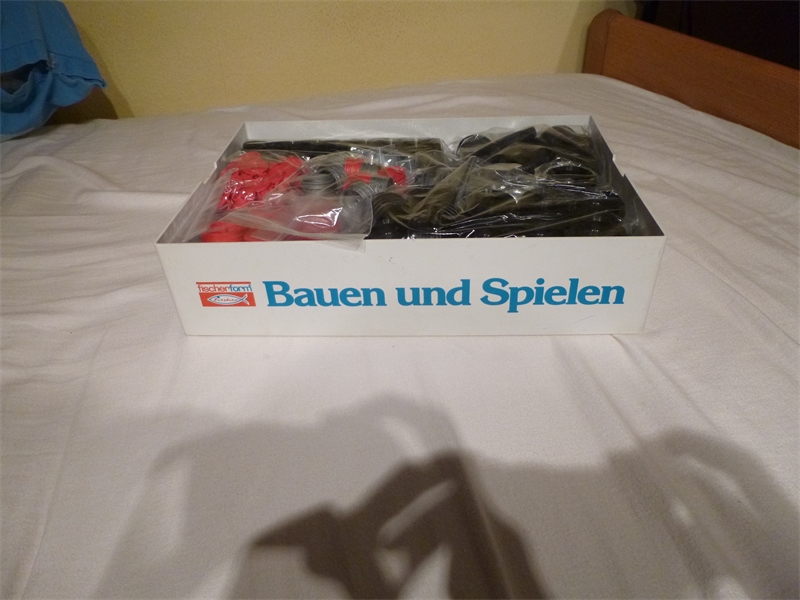 fischerform
Bauen und Spielen